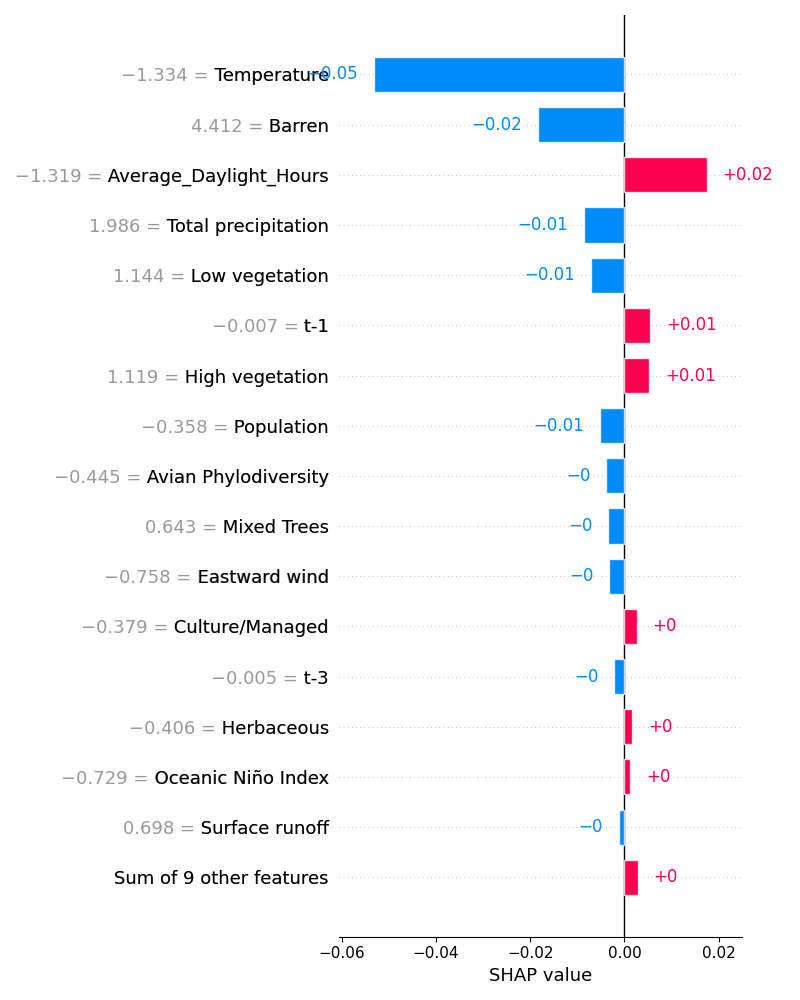 −1.334 = Temperature −0.05
4.412 = Barren −0.02
−1.319 = Average_Daylight_Hours +0.02
1.986 = Total precipitation −0.01
1.144 = Low vegetation −0.01
−0.007 = t-1 +0.01
1.119 = High vegetation +0.01
−0.358 = Population −0.01
−0.445 = Avian Phylodiversity −0
0.643 = Mixed Trees −0
−0.758 = Eastward wind −0
−0.379 = Culture/Managed +0
−0.005 = t-3 −0
−0.406 = Herbaceous +0
−0.729 = Oceanic Niño Index +0
0.698 = Surface runoff −0
Sum of 9 other features +0
−0.06 −0.04 −0.02 0.00 0.02
SHAP value